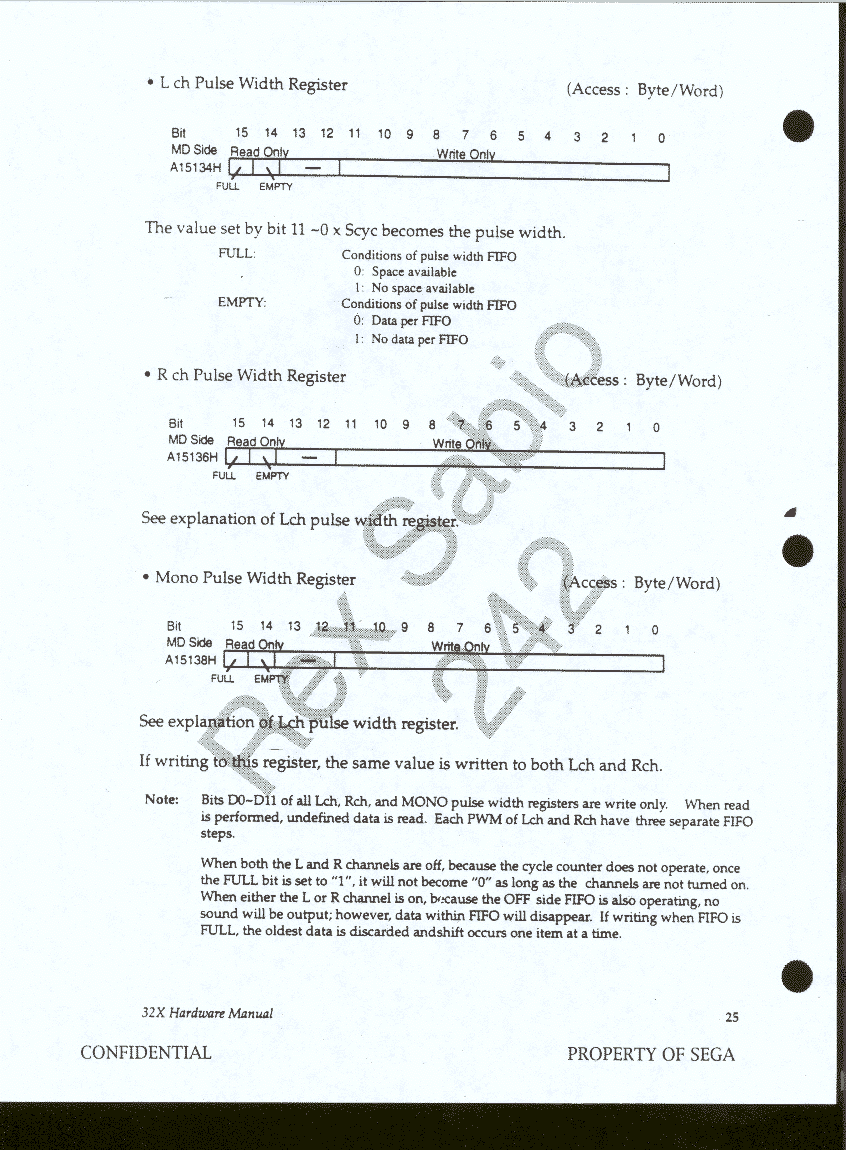 • L ch Pulse Width Register (Access : Byte/Word)
Bit 15 14 13 12 11 10 9 8 7 6 5 4 3 2 1 0
MD Side Read Only Write Only
A15134H —
FULL EMPTY
The value set by bit 11 ~0 x Scyc becomes the pulse width.
FULL: Conditions of pulse width FIFO
0: Space available
1: No space available
EMPTY: Conditions of pulse width FIFO
0: Data per FIFO
1: No data per FIFO
• R ch Pulse Width Register (Access : Byte/Word)
Bit 15 14 13 12 11 10 9 8 7 6 5 4 3 2 1 0
MD Side Read Only Write Only
A15136H —
FULL EMPTY
See explanation of Lch pulse width register.
• Mono Pulse Width Register (Access : Byte/Word)
Bit 15 14 13 12 11 10 9 8 7 6 5 4 3 2 1 0
MD Side Read Only Write Only
A15138H —
FULL EMPTY
See explanation of Lch pulse width register.
If writing to this register, the same value is written to both Lch and Rch.
Note: Bits D0~D11 of all Lch, Rch, and MONO pulse width registers are write only. When read
is performed, undefined data is read. Each PWM of Lch and Rch have three separate FIFO
steps.
When both the L and R channels are off, because the cycle counter does not operate, once
the FULL bit is set to "1", it will not become "0" as long as the channels are not turned on.
When either the L or R channel is on, because the OFF side FIFO is also operating, no
sound will be output; however, data within FIFO will disappear. If writing when FIFO is
FULL, the oldest data is discarded andshift occurs one item at a time.
Rex Sabio
242
32X Hardware Manual 25
CONFIDENTIAL PROPERTY OF SEGA